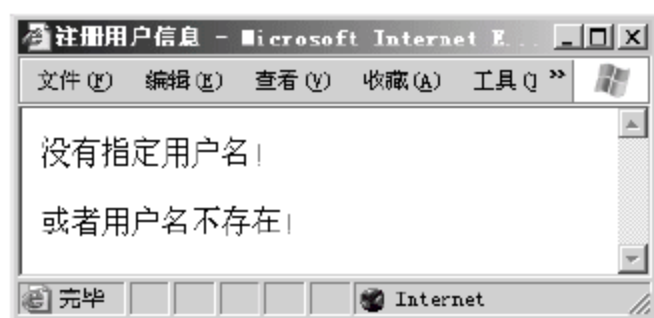 注册用户信息 - Microsoft Internet E...
文件(F) 编辑(E) 查看(V) 收藏(A) 工具( »
没有指定用户名!
或者用户名不存在!
完毕 Internet